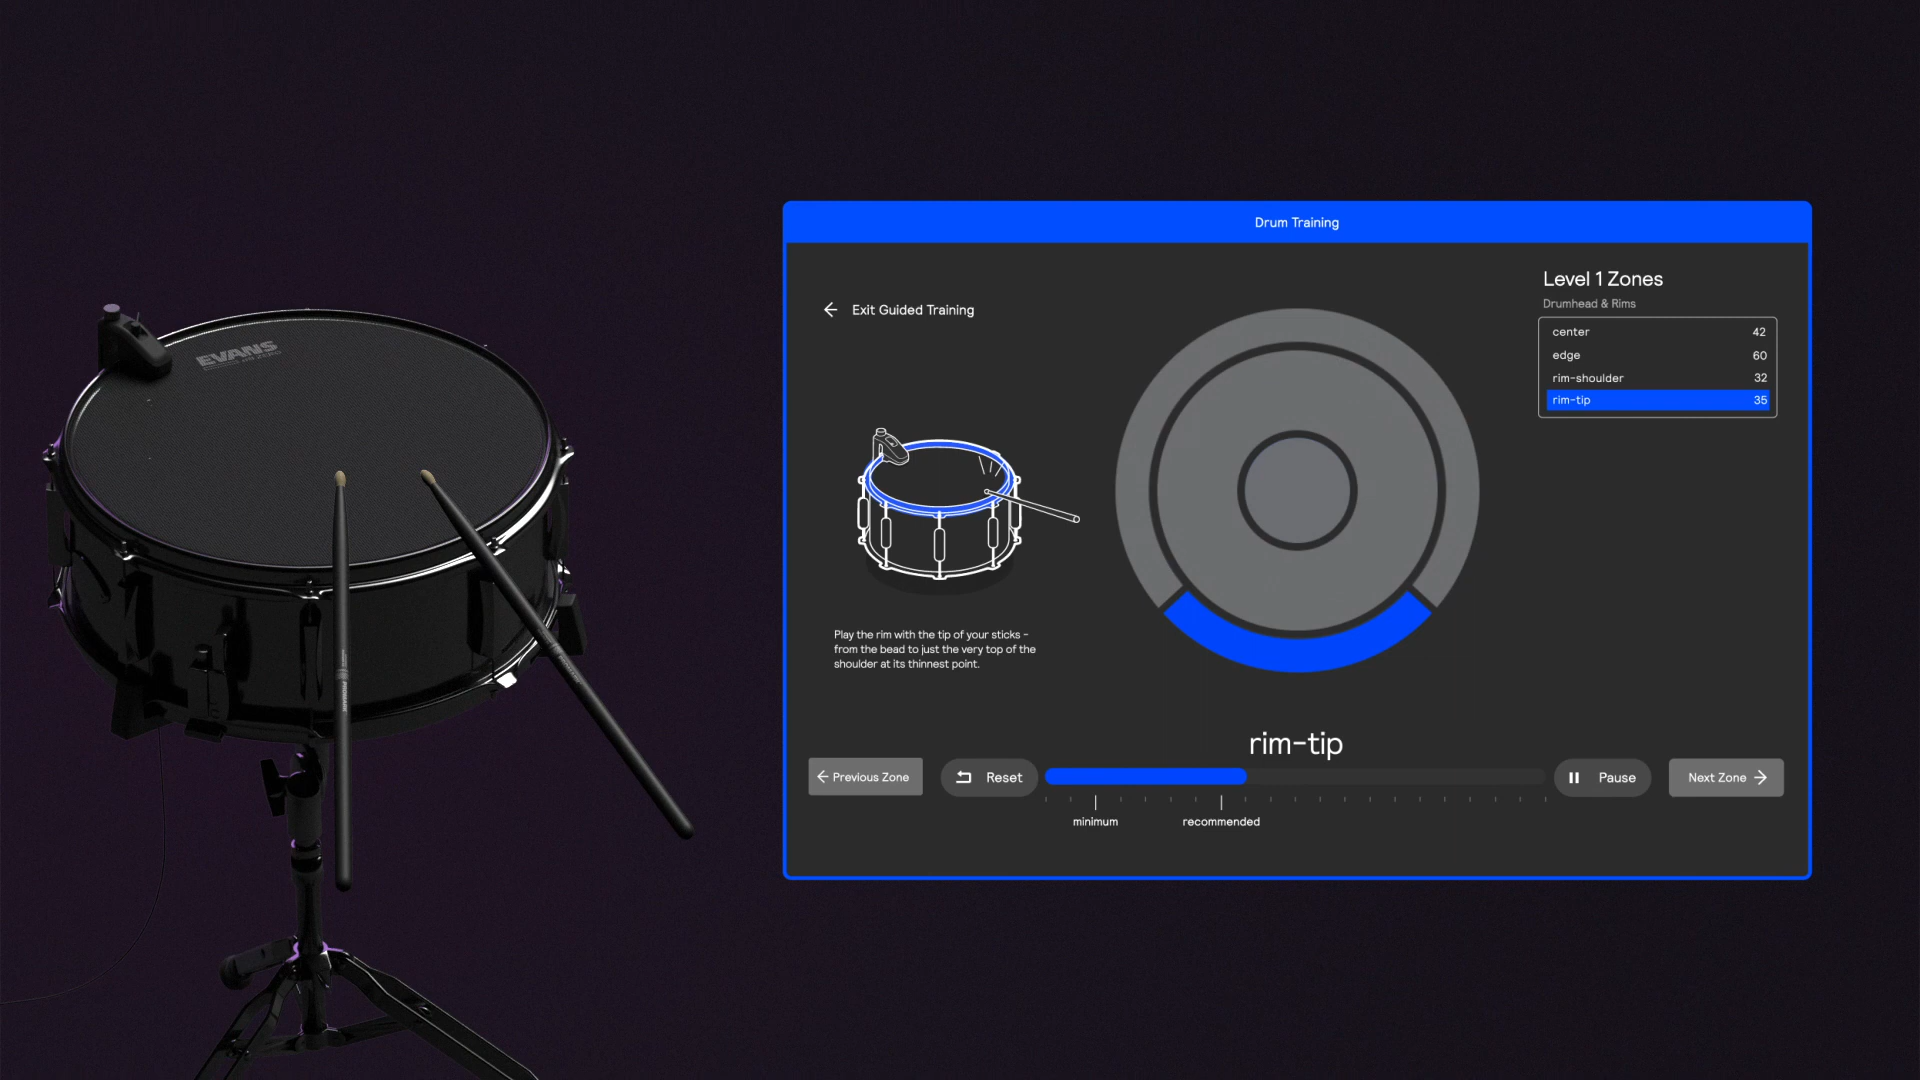 EVANS
Drum Training
← Exit Guided Training
Level 1 Zones
Drumhead & Rims
center 42
edge 60
rim-shoulder 32
rim-tip 35
Play the rim with the tip of your sticks –
from the bead to just the very top of the
shoulder at its thinnest point.
rim-tip
← Previous Zone
Reset
Pause
Next Zone →
minimum
recommended
PROMARK